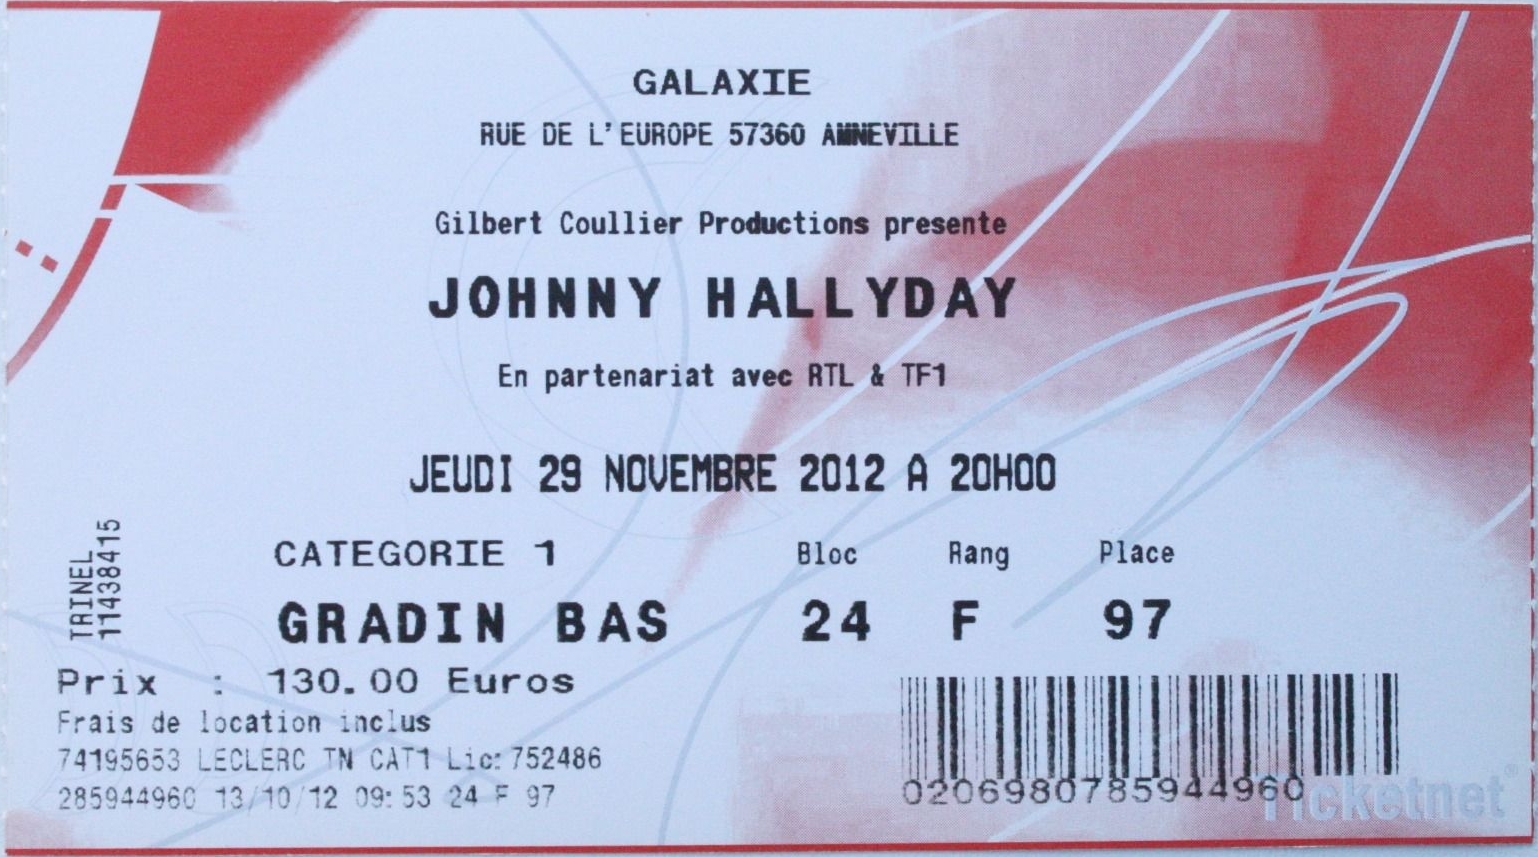 GALAXIE
RUE DE L'EUROPE 57360 AMNEVILLE
Gilbert Coullier Productions presente
JOHNNY HALLYDAY
En partenariat avec RTL & TF1
JEUDI 29 NOVEMBRE 2012 A 20H00
CATEGORIE 1 Bloc Rang Place
GRADIN BAS 24 F 97
TRINEL
11438415
Prix : 130.00 Euros
Frais de location inclus
74195653 LECLERC TN CAT1 Lic:752486
285944960 13/10/12 09:53 24 F 97
0206980785944960
Ticketnet®